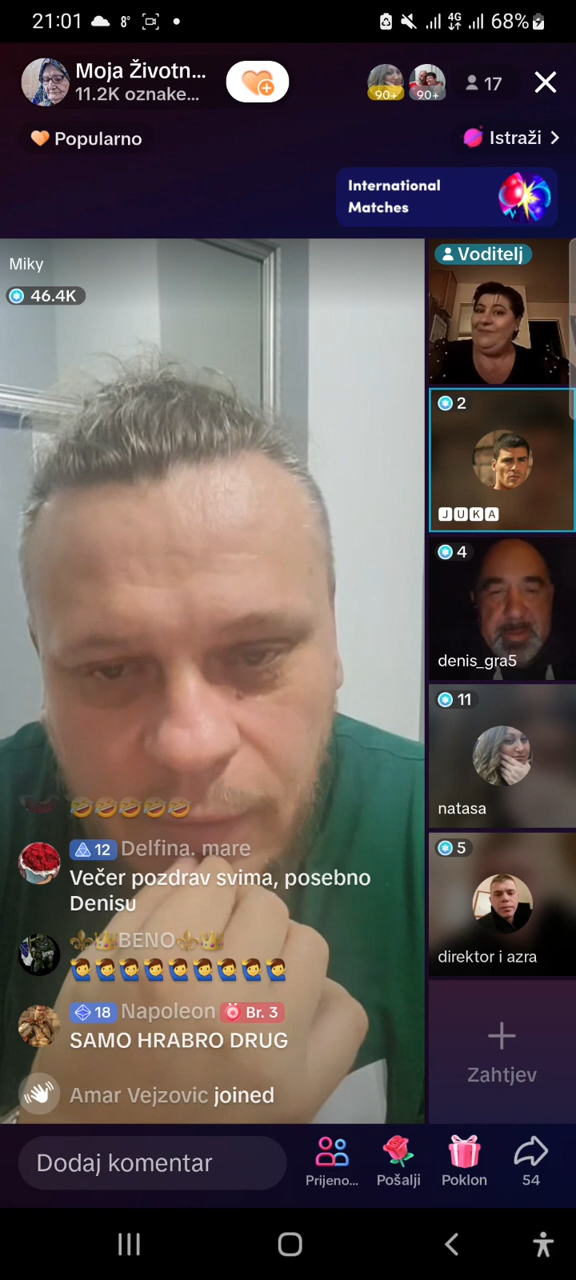 21:01
8°
4G
68%
Moja Životn...
11.2K oznake...
90+
90+
17
Popularno
Istraži
International
Matches
Miky
46.4K
Voditelj
2
JUKA
4
denis_gra5
11
natasa
5
direktor i azra
Zahtjev
12 Delfina. mare
Večer pozdrav svima, posebno
Denisu
BENO
18 Napoleon Br. 3
SAMO HRABRO DRUG
Amar Vejzovic joined
Dodaj komentar
Prijeno...
Pošalji
Poklon
54